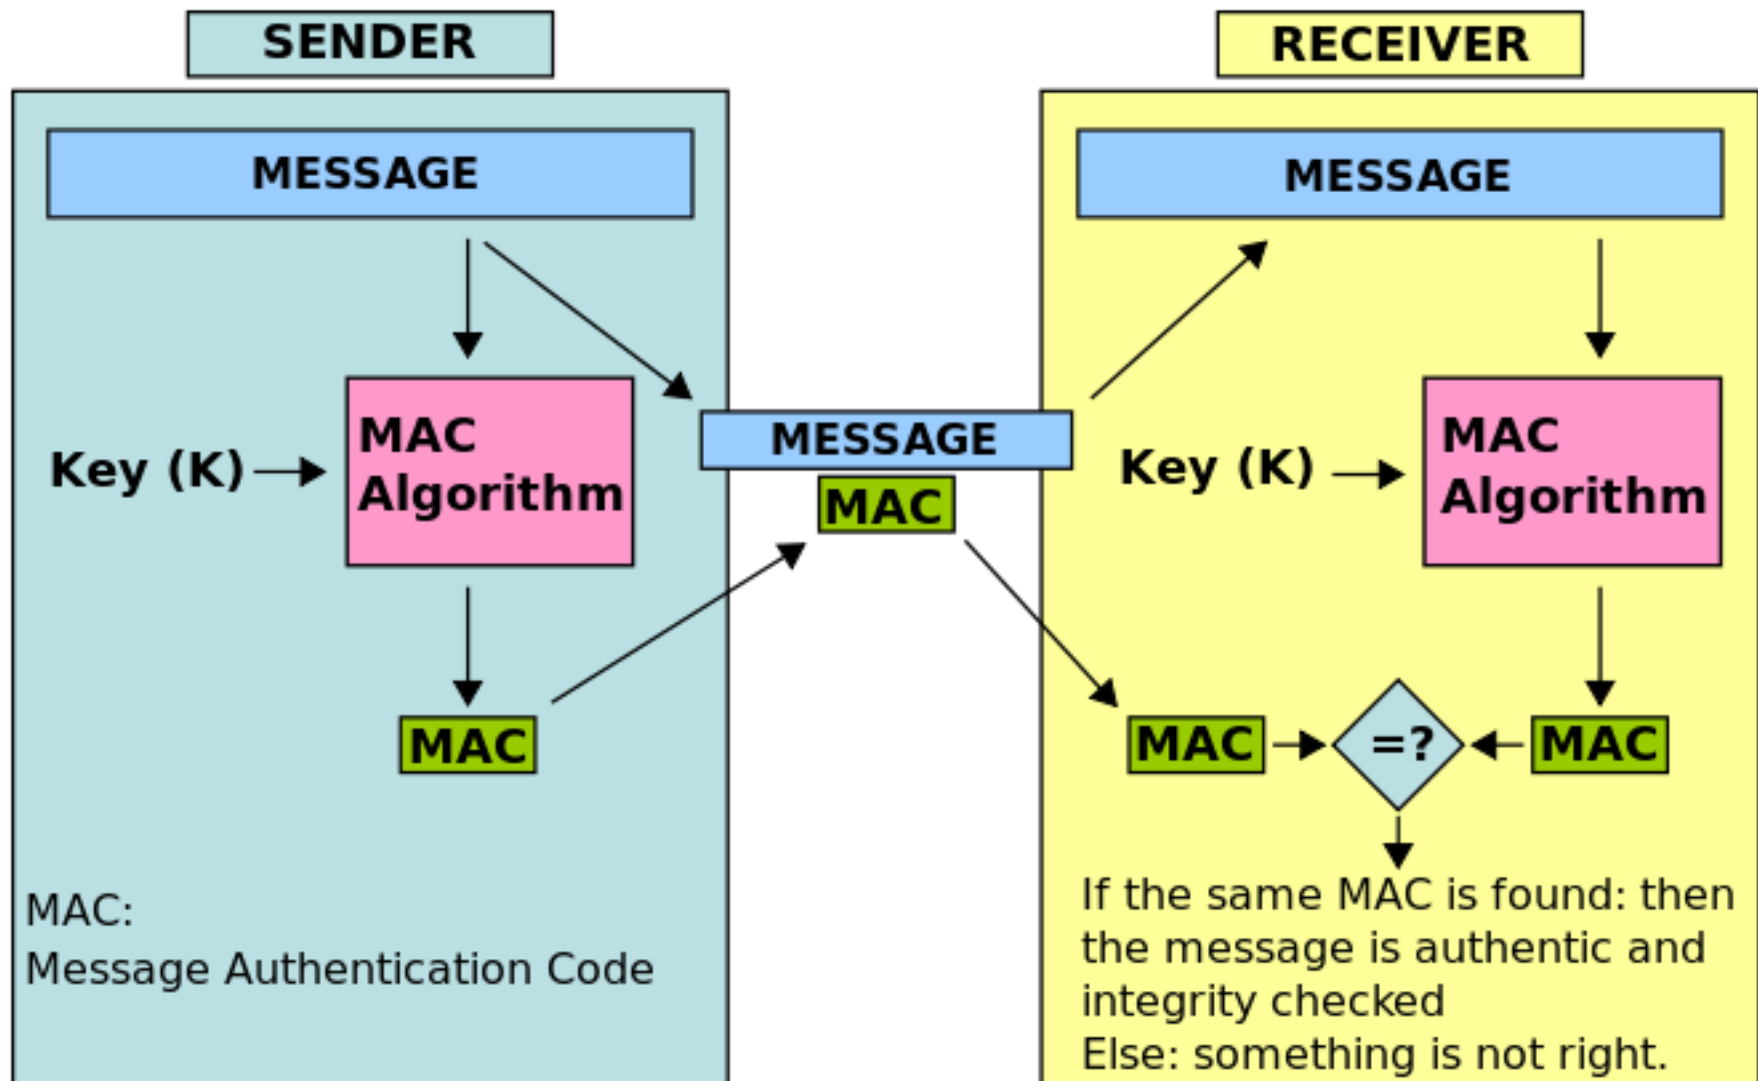 SENDER
MESSAGE
Key (K)
MAC
Algorithm
MAC
MAC:
Message Authentication Code
MESSAGE
MAC
RECEIVER
MESSAGE
Key (K)
MAC
Algorithm
MAC
=?
MAC
If the same MAC is found: then
the message is authentic and
integrity checked
Else: something is not right.